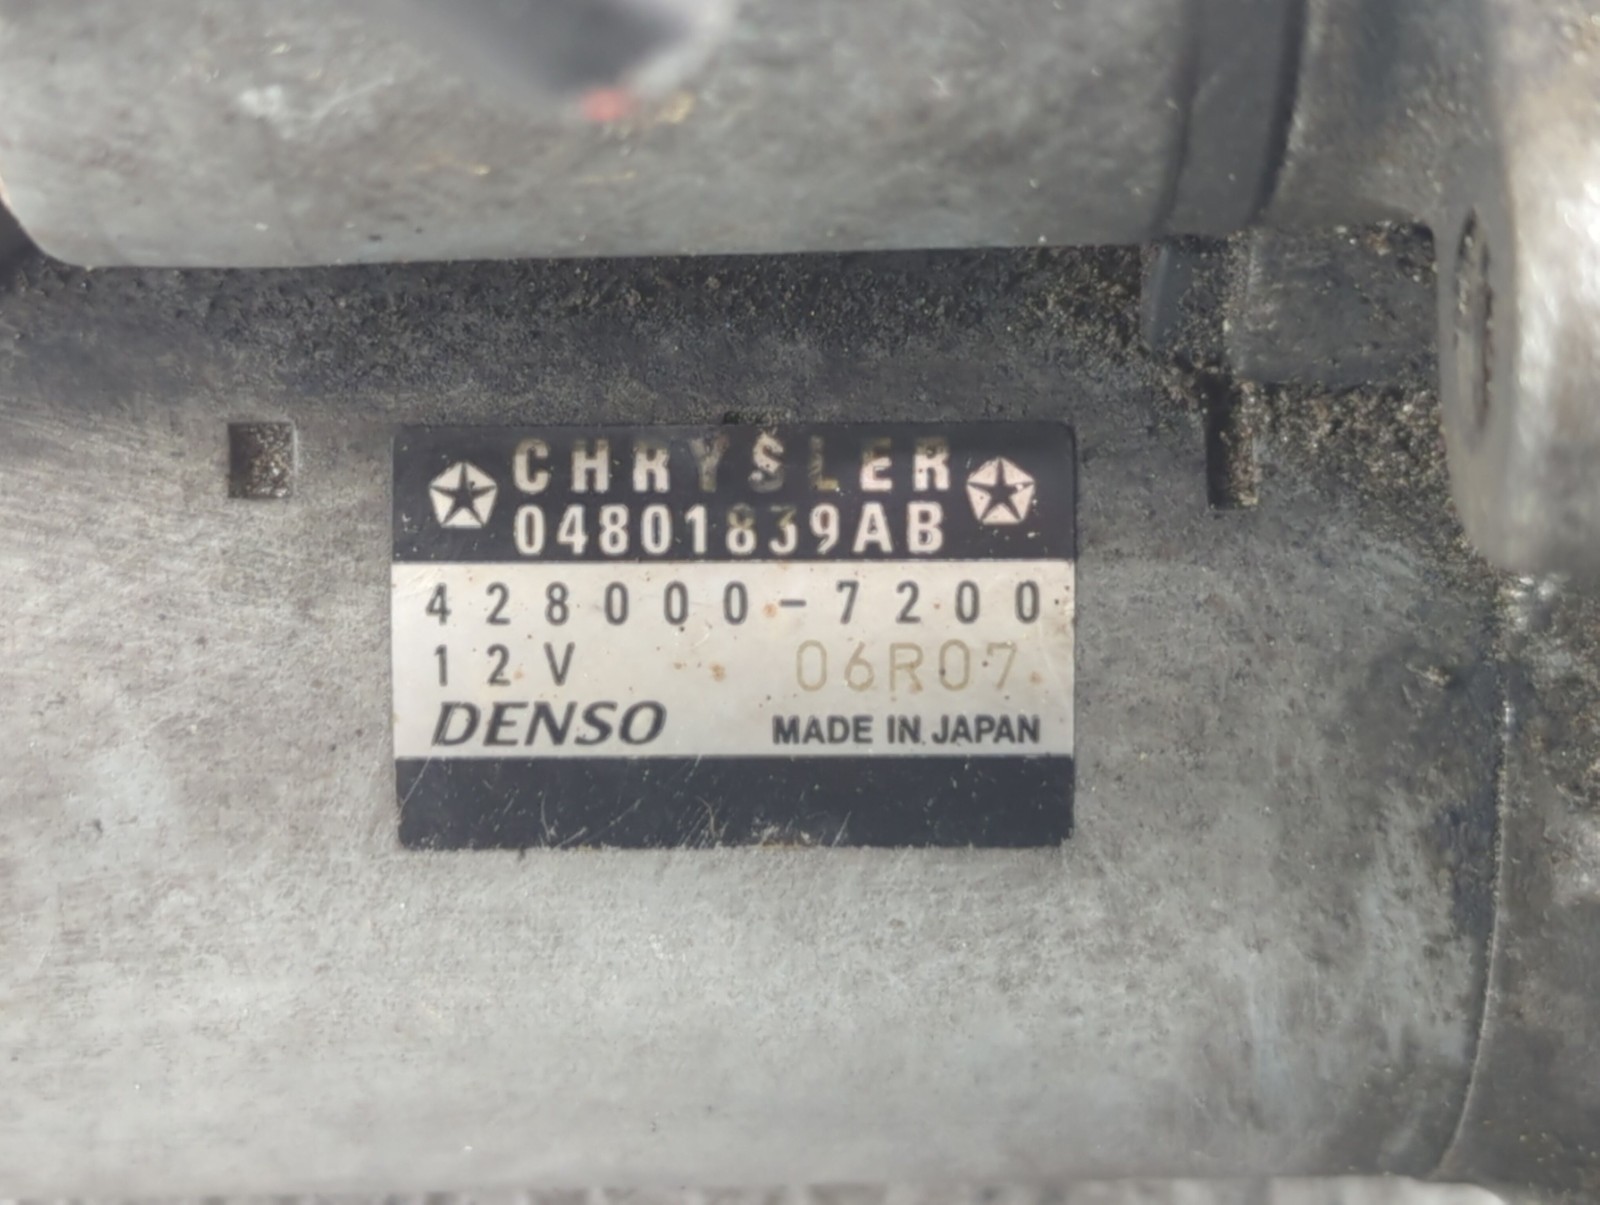 CHRYSLER
04801839AB
428000-7200
12V 06R07
DENSO MADE IN JAPAN